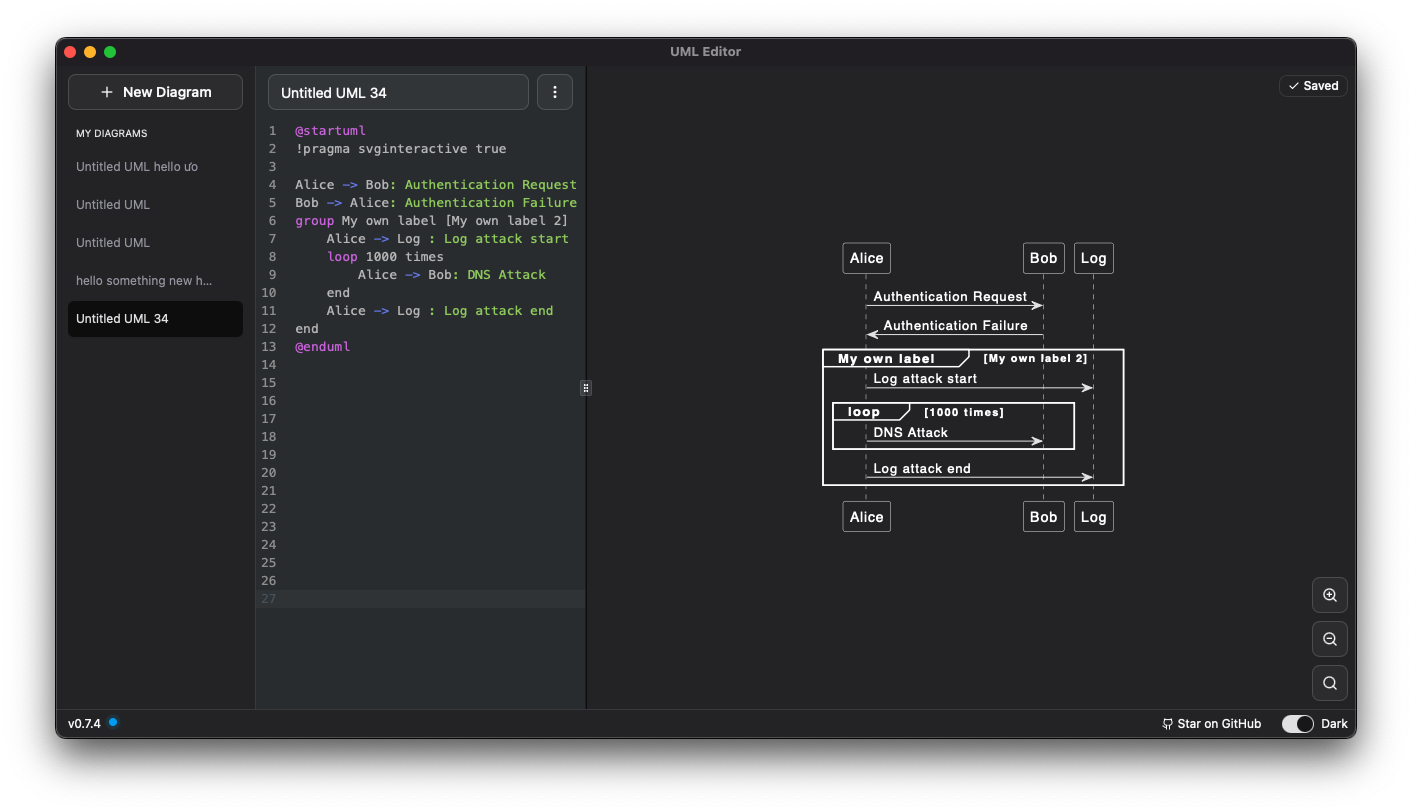 UML Editor
New Diagram
MY DIAGRAMS
Untitled UML hello ươ
Untitled UML
Untitled UML
hello something new h...
Untitled UML 34
Untitled UML 34
1 @startuml
2 !pragma svginteractive true
3
4 Alice -> Bob: Authentication Request
5 Bob -> Alice: Authentication Failure
6 group My own label [My own label 2]
7     Alice -> Log : Log attack start
8     loop 1000 times
9         Alice -> Bob: DNS Attack
10     end
11     Alice -> Log : Log attack end
12 end
13 @enduml
14
15
16
17
18
19
20
21
22
23
24
25
26
27
Saved
Alice Bob Log
Authentication Request
Authentication Failure
My own label [My own label 2]
Log attack start
loop [1000 times]
DNS Attack
Log attack end
Alice Bob Log
v0.7.4
Star on GitHub
Dark